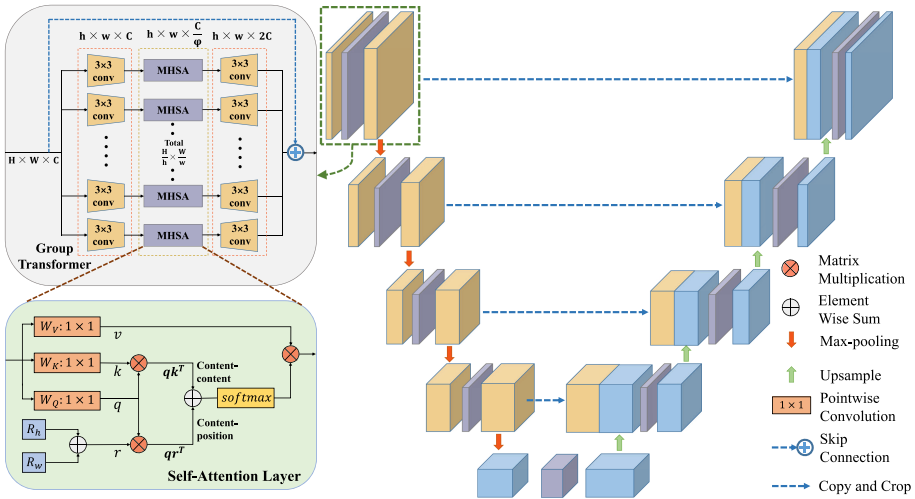 h × w × C
h × w × C/φ
h × w × 2C
3×3 conv
MHSA
3×3 conv
3×3 conv
MHSA
3×3 conv
Total
H/h × W/w
H × W × C
3×3 conv
MHSA
3×3 conv
3×3 conv
MHSA
3×3 conv
Group
Transformer
W_V: 1 × 1
v
W_K: 1 × 1
k
qk^T
Content-
content
W_Q: 1 × 1
q
softmax
R_h
Content-
position
R_w
r
qr^T
Self-Attention Layer
Matrix
Multiplication
Element
Wise Sum
Max-pooling
Upsample
1 × 1
Pointwise
Convolution
Skip
Connection
Copy and Crop